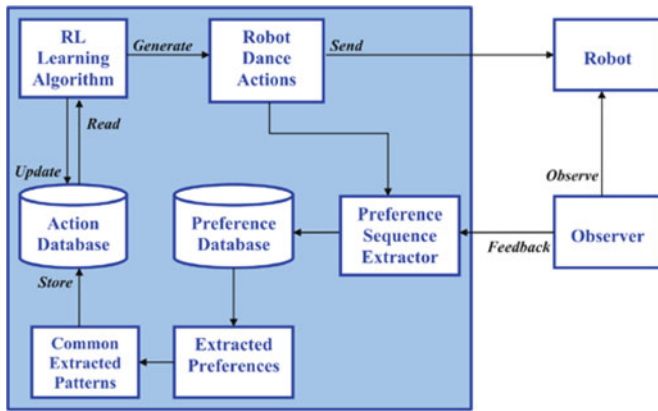 RL
Learning
Algorithm
Generate
Robot
Dance
Actions
Send
Robot
Read
Update
Observe
Action
Database
Preference
Database
Preference
Sequence
Extractor
Feedback
Observer
Store
Common
Extracted
Patterns
Extracted
Preferences